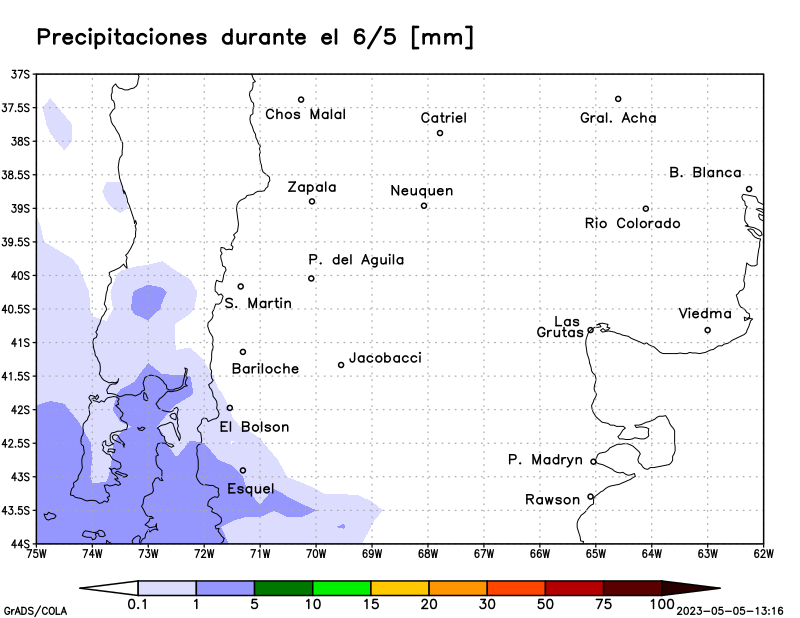 Precipitaciones durante el 6/5 [mm]
37S
37.5S
38S
38.5S
39S
39.5S
40S
40.5S
41S
41.5S
42S
42.5S
43S
43.5S
44S
Chos Malal
Catriel
Gral. Acha
B. Blanca
Zapala
Neuquen
Rio Colorado
P. del Aguila
S. Martin
Viedma
Las
Grutas
Bariloche
Jacobacci
El Bolson
P. Madryn
Esquel
Rawson
75W 74W 73W 72W 71W 70W 69W 68W 67W 66W 65W 64W 63W 62W
0.1 1 5 10 15 20 30 50 75 100
GrADS/COLA
2023-05-05-13:16